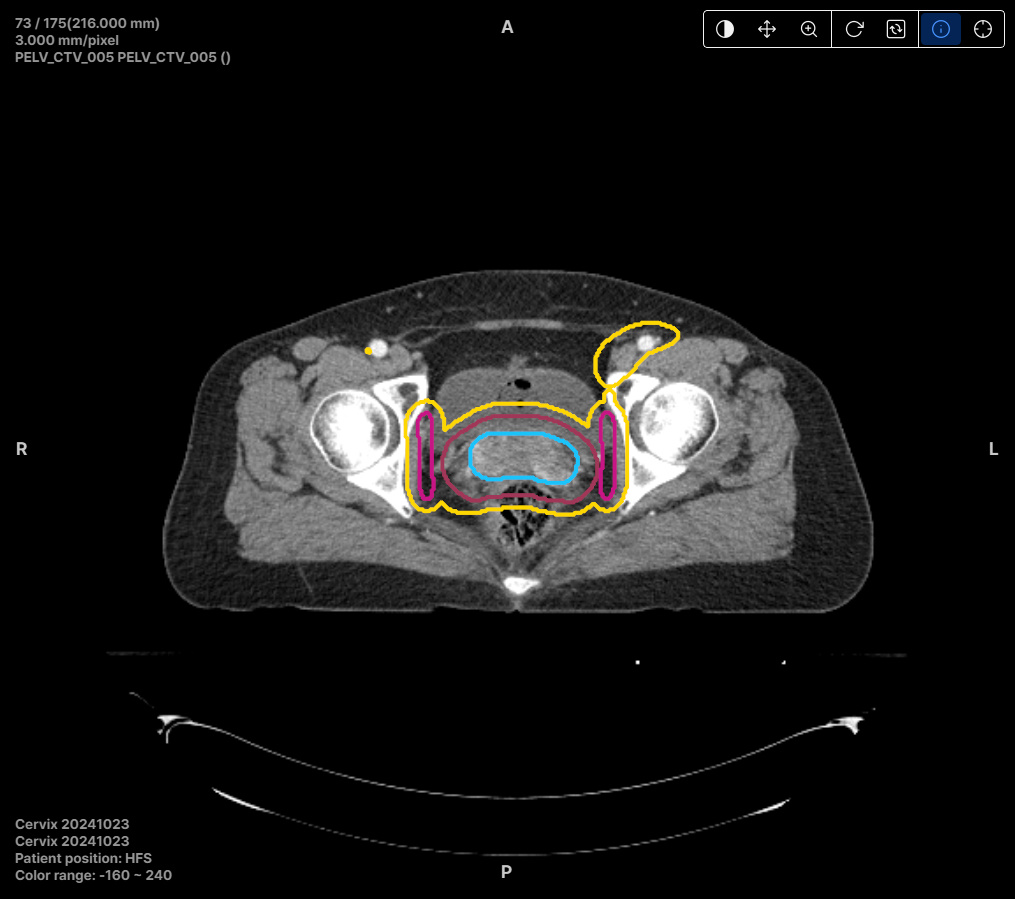 73 / 175(216.000 mm)
3.000 mm/pixel
PELV_CTV_005 PELV_CTV_005 ()
A
R
L
Cervix 20241023
Cervix 20241023
Patient position: HFS
Color range: -160 ~ 240
P